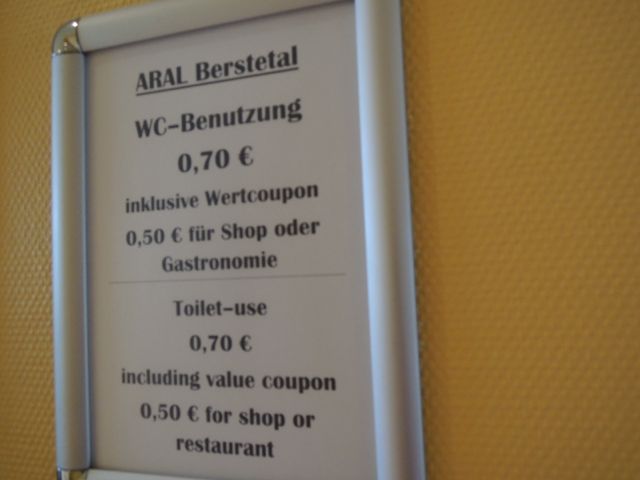 ARAL Berstetal
WC-Benutzung
0,70 €
inklusive Wertcoupon
0,50 € für Shop oder
Gastronomie
Toilet-use
0,70 €
including value coupon
0,50 € for shop or
restaurant